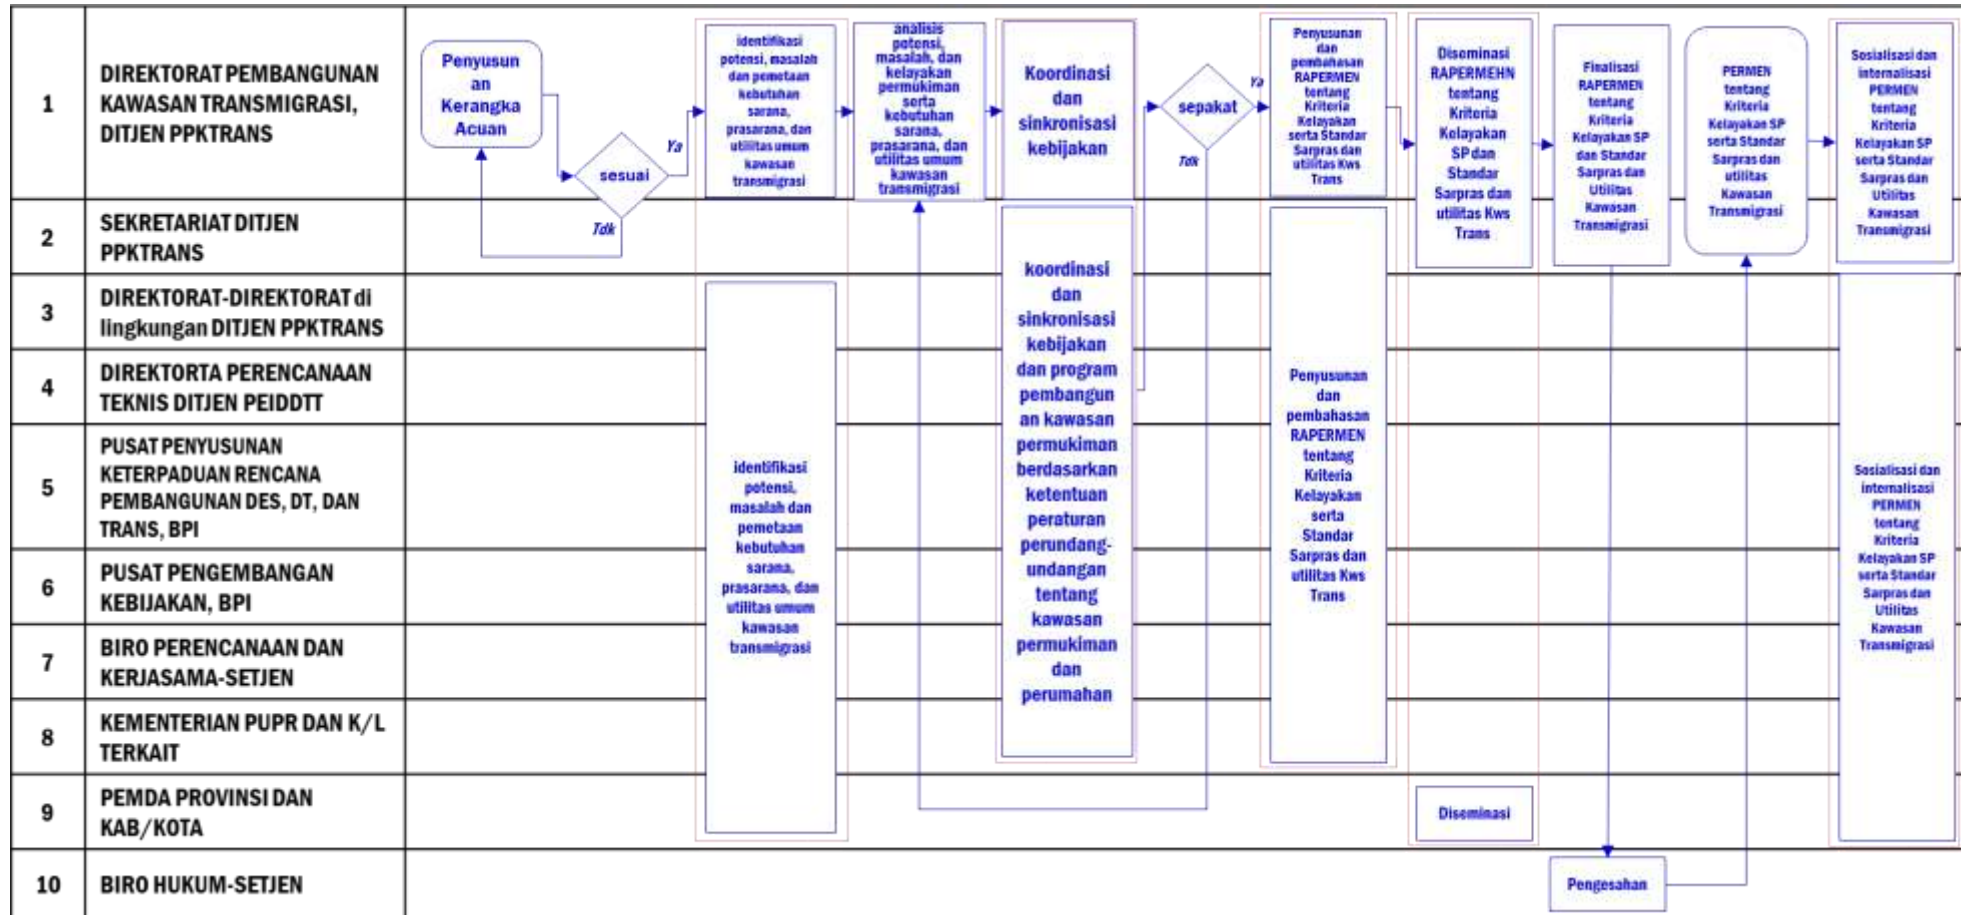 1
DIREKTORAT PEMBANGUNAN
KAWASAN TRANSMIGRASI,
DITJEN PPKTRANS
2
SEKRETARIAT DITJEN
PPKTRANS
3
DIREKTORAT-DIREKTORAT di
lingkungan DITJEN PPKTRANS
4
DIREKTORTA PERENCANAAN
TEKNIS DITJEN PEIDDTT
5
PUSAT PENYUSUNAN
KETERPADUAN RENCANA
PEMBANGUNAN DES, DT, DAN
TRANS, BPI
6
PUSAT PENGEMBANGAN
KEBIJAKAN, BPI
7
BIRO PERENCANAAN DAN
KERJASAMA-SETJEN
8
KEMENTERIAN PUPR DAN K/L
TERKAIT
9
PEMDA PROVINSI DAN
KAB/KOTA
10
BIRO HUKUM-SETJEN
Penyusun
an
Kerangka
Acuan
sesuai
Ya
Tdk
identifikasi
potensi, masalah
dan pemetaan
kebutuhan
sarana,
prasarana, dan
utilitas umum
kawasan
transmigrasi
identifikasi
potensi,
masalah dan
pemetaan
kebutuhan
sarana,
prasarana, dan
utilitas umum
kawasan
transmigrasi
analisis
potensi,
masalah, dan
kelayakan
permukiman
serta
kebutuhan
sarana,
prasarana, dan
utilitas umum
kawasan
transmigrasi
Koordinasi
dan
sinkronisasi
kebijakan
koordinasi
dan
sinkronisasi
kebijakan
dan program
pembangun
an kawasan
permukiman
berdasarkan
ketentuan
peraturan
perundang-
undangan
tentang
kawasan
permukiman
dan
perumahan
sepakat
Ya
Tdk
Penyusunan
dan
pembahasan
RAPERMEN
tentang
Kriteria
Kelayakan
serta Standar
Sarpras dan
utilitas Kws
Trans
Penyusunan
dan
pembahasan
RAPERMEN
tentang
Kriteria
Kelayakan
serta
Standar
Sarpras dan
utilitas Kws
Trans
Diseminasi
RAPERMEHN
tentang
Kriteria
Kelayakan
SP dan
Standar
Sarpras dan
utilitas Kws
Trans
Diseminasi
Finalisasi
RAPERMEN
tentang
Kriteria
Kelayakan SP
dan Standar
Sarpras dan
Utilitas
Kawasan
Transmigrasi
Pengesahan
PERMEN
tentang
Kriteria
Kelayakan SP
serta Standar
Sarpras dan
utilitas
Kawasan
Transmigrasi
Sosialisasi dan
internalisasi
PERMEN
tentang
Kriteria
Kelayakan SP
serta Standar
Sarpras dan
Utilitas
Kawasan
Transmigrasi
Sosialisasi dan
internalisasi
PERMEN
tentang
Kriteria
Kelayakan SP
serta Standar
Sarpras dan
Utilitas
Kawasan
Transmigrasi